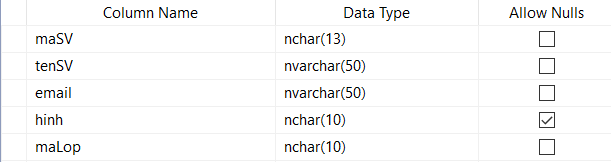 Column Name Data Type Allow Nulls
maSV nchar(13)
tenSV nvarchar(50)
email nvarchar(50)
hinh nchar(10)
maLop nchar(10)